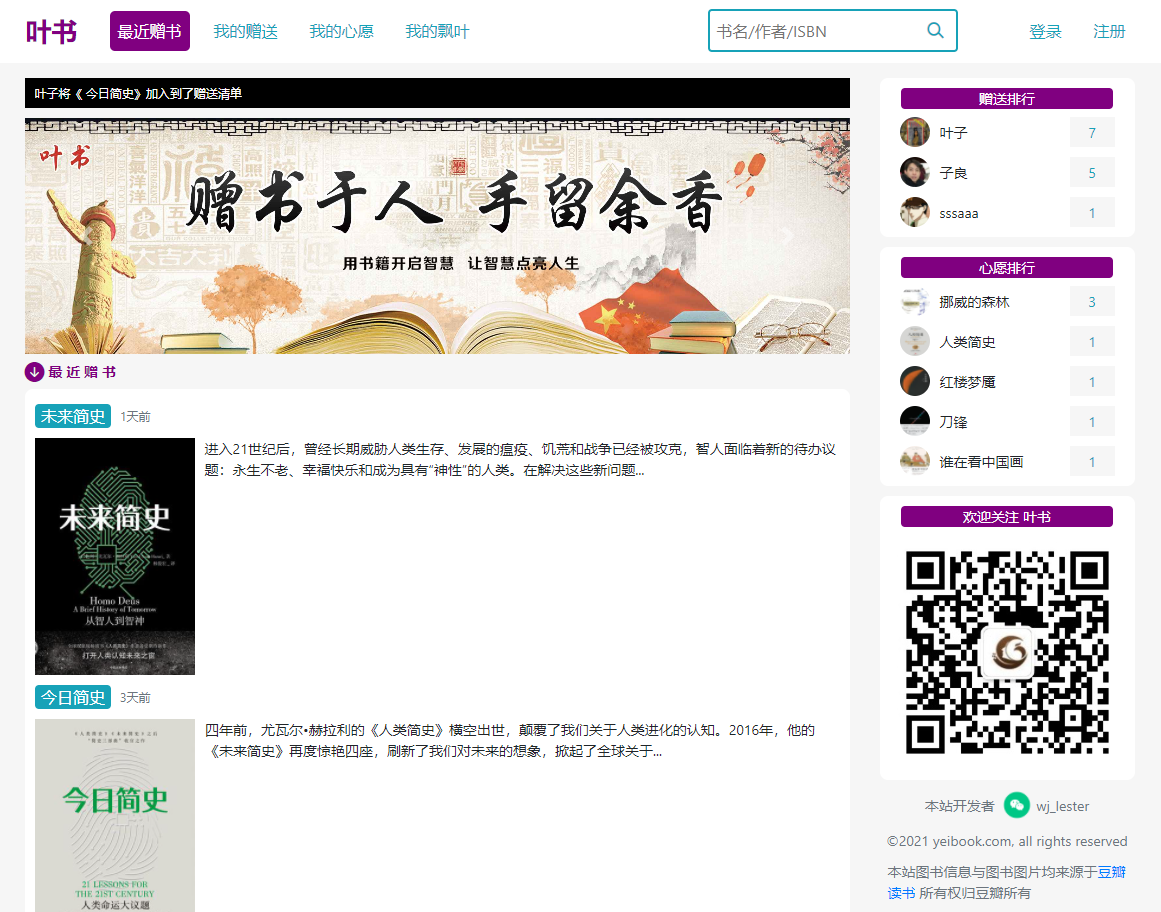 叶书
最近赠书 我的赠送 我的心愿 我的飘叶
书名/作者/ISBN
登录 注册
叶子将《 今日简史》加入到了赠送清单
叶书
赠书于人 手留余香
用书籍开启智慧 让智慧点亮人生
最近赠书
未来简史 1天前
进入21世纪后，曾经长期威胁人类生存、发展的瘟疫、饥荒和战争已经被攻克，智人面临着新的待办议
题：永生不老、幸福快乐和成为具有“神性”的人类。在解决这些新问题...
未来简史
Homo Deus
A Brief History of Tomorrow
从智人到智神
打开人类认知未来之窗
今日简史 3天前
四年前，尤瓦尔•赫拉利的《人类简史》横空出世，颠覆了我们关于人类进化的认知。2016年，他的
《未来简史》再度惊艳四座，刷新了我们对未来的想象，掀起了全球关于...
今日简史
21 LESSONS FOR
THE 21ST CENTURY
人类命运大议题
赠送排行
叶子 7
子良 5
sssaaa 1
心愿排行
挪威的森林 3
人类简史 1
红楼梦魇 1
刀锋 1
谁在看中国画 1
欢迎关注 叶书
本站开发者 wj_lester
©2021 yeibook.com, all rights reserved
本站图书信息与图书图片均来源于豆瓣
读书 所有权归豆瓣所有